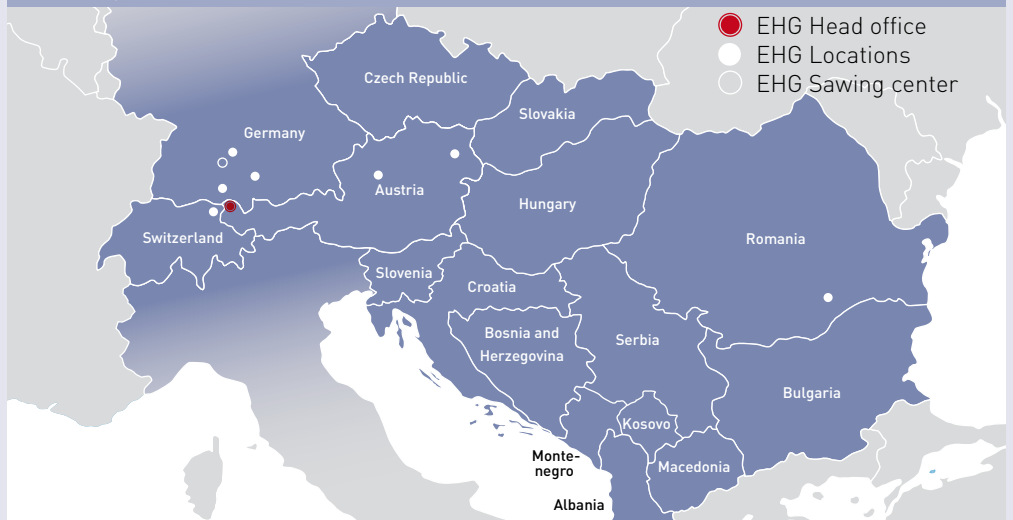 EHG Head office
EHG Locations
EHG Sawing center
Czech Republic
Slovakia
Germany
Austria
Hungary
Switzerland
Romania
Slovenia
Croatia
Bosnia and
Herzegovina
Serbia
Bulgaria
Kosovo
Monte-
negro
Macedonia
Albania